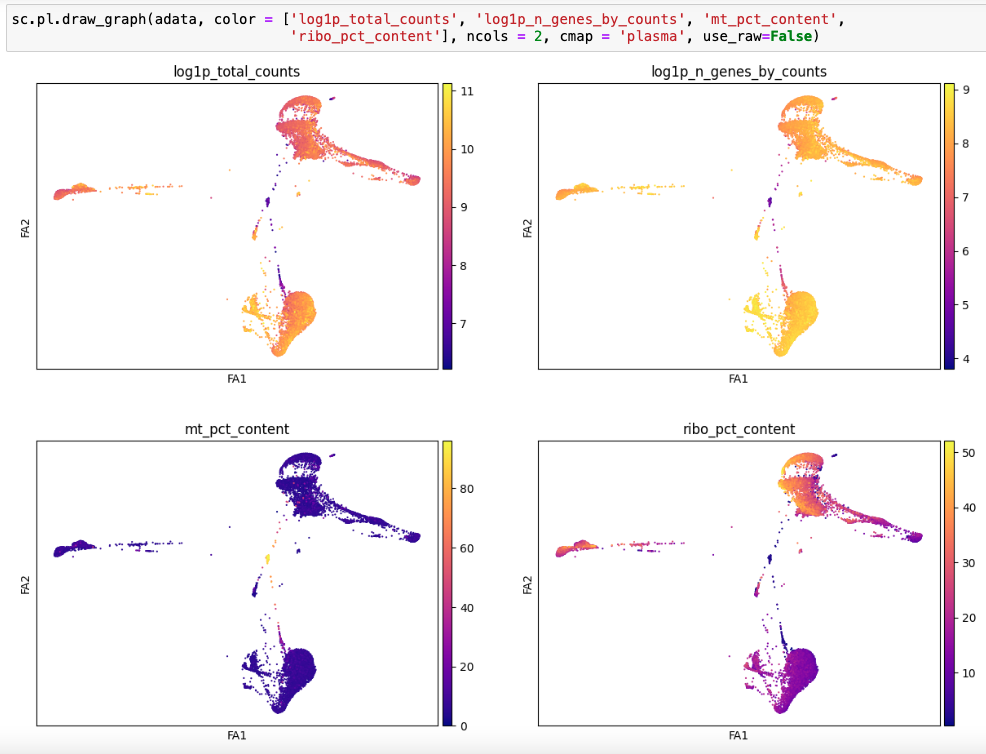 sc.pl.draw_graph(adata, color = ['log1p_total_counts', 'log1p_n_genes_by_counts', 'mt_pct_content',
'ribo_pct_content'], ncols = 2, cmap = 'plasma', use_raw=False)
log1p_total_counts
log1p_n_genes_by_counts
FA2
11
10
9
8
7
FA1
FA2
9
8
7
6
5
4
FA1
mt_pct_content
ribo_pct_content
FA2
80
60
40
20
0
FA1
FA2
50
40
30
20
10
FA1